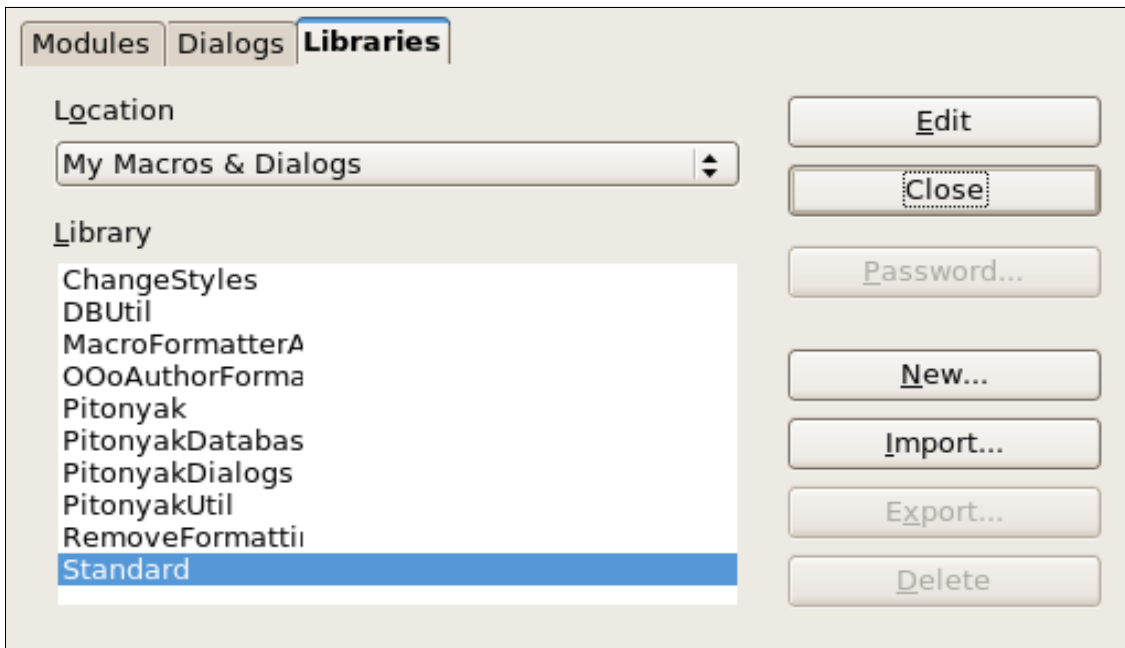 Modules Dialogs Libraries
Location
My Macros & Dialogs
Library
ChangeStyles
DBUtil
MacroFormatterA
OOoAuthorForma
Pitonyak
PitonyakDatabas
PitonyakDialogs
PitonyakUtil
RemoveFormatti
Standard
Edit
Close
Password...
New...
Import...
Export...
Delete